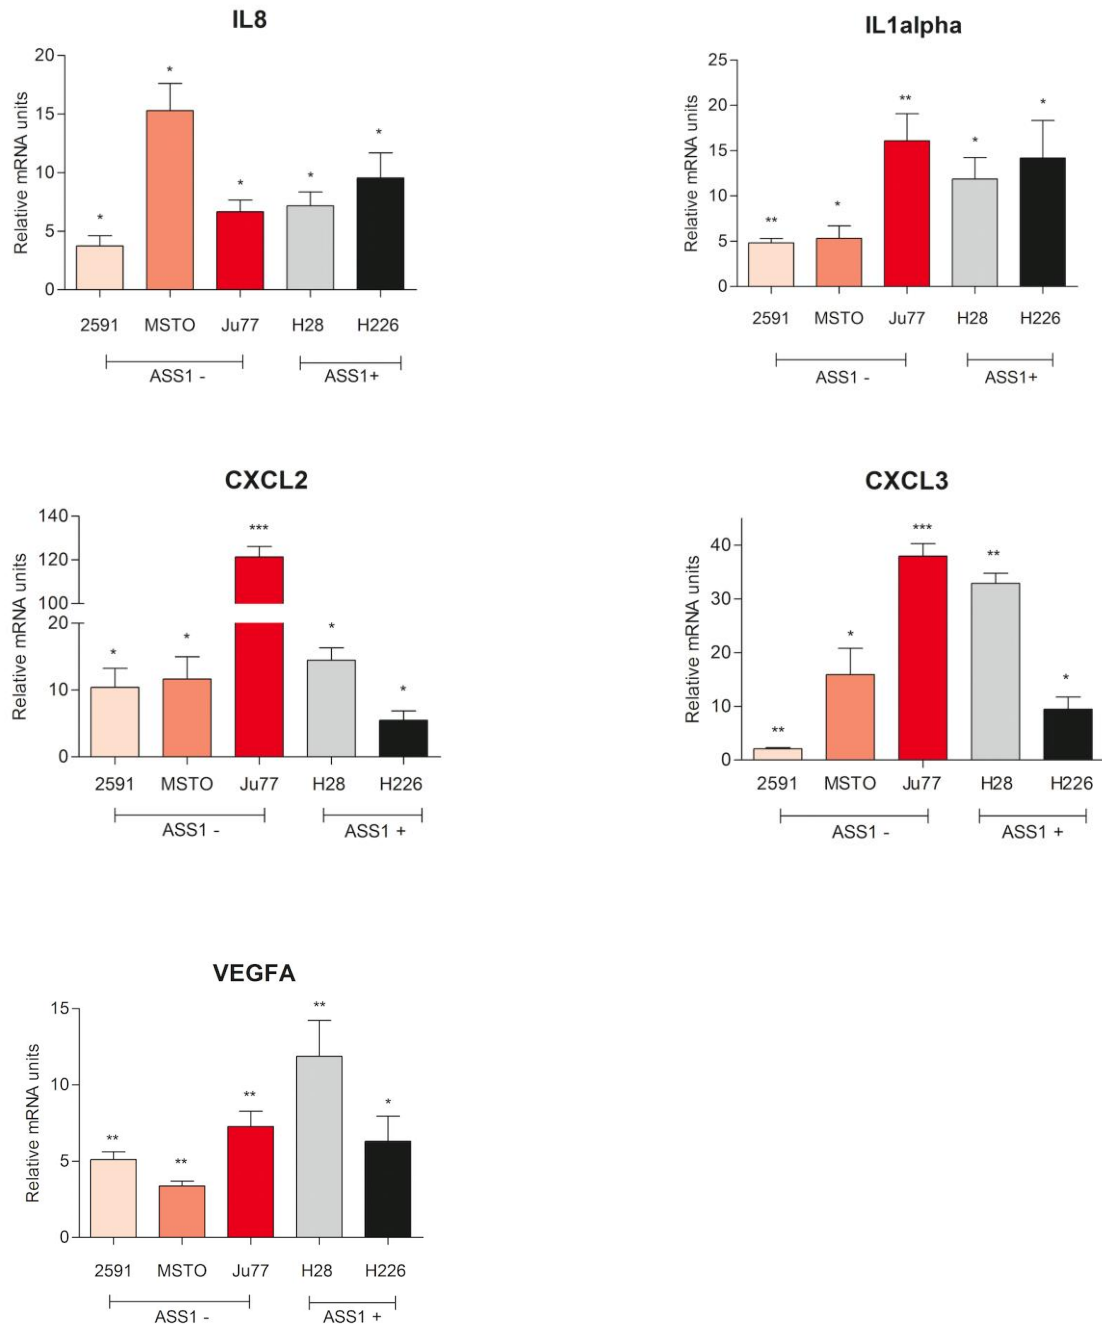 IL8
Relative mRNA units
20
15
10
5
0
*
*
*
*
*
2591 MSTO Ju77 H28 H226
ASS1 - ASS1+
IL1alpha
Relative mRNA units
25
20
15
10
5
0
**
*
**
*
*
2591 MSTO Ju77 H28 H226
ASS1 - ASS1+
CXCL2
Relative mRNA units
140
120
100
20
10
0
*
*
***
*
*
2591 MSTO Ju77 H28 H226
ASS1 - ASS1 +
CXCL3
Relative mRNA units
40
30
20
10
0
**
*
***
**
*
2591 MSTO Ju77 H28 H226
ASS1 - ASS1 +
VEGFA
Relative mRNA units
15
10
5
0
**
**
**
**
*
2591 MSTO Ju77 H28 H226
ASS1 - ASS1 +